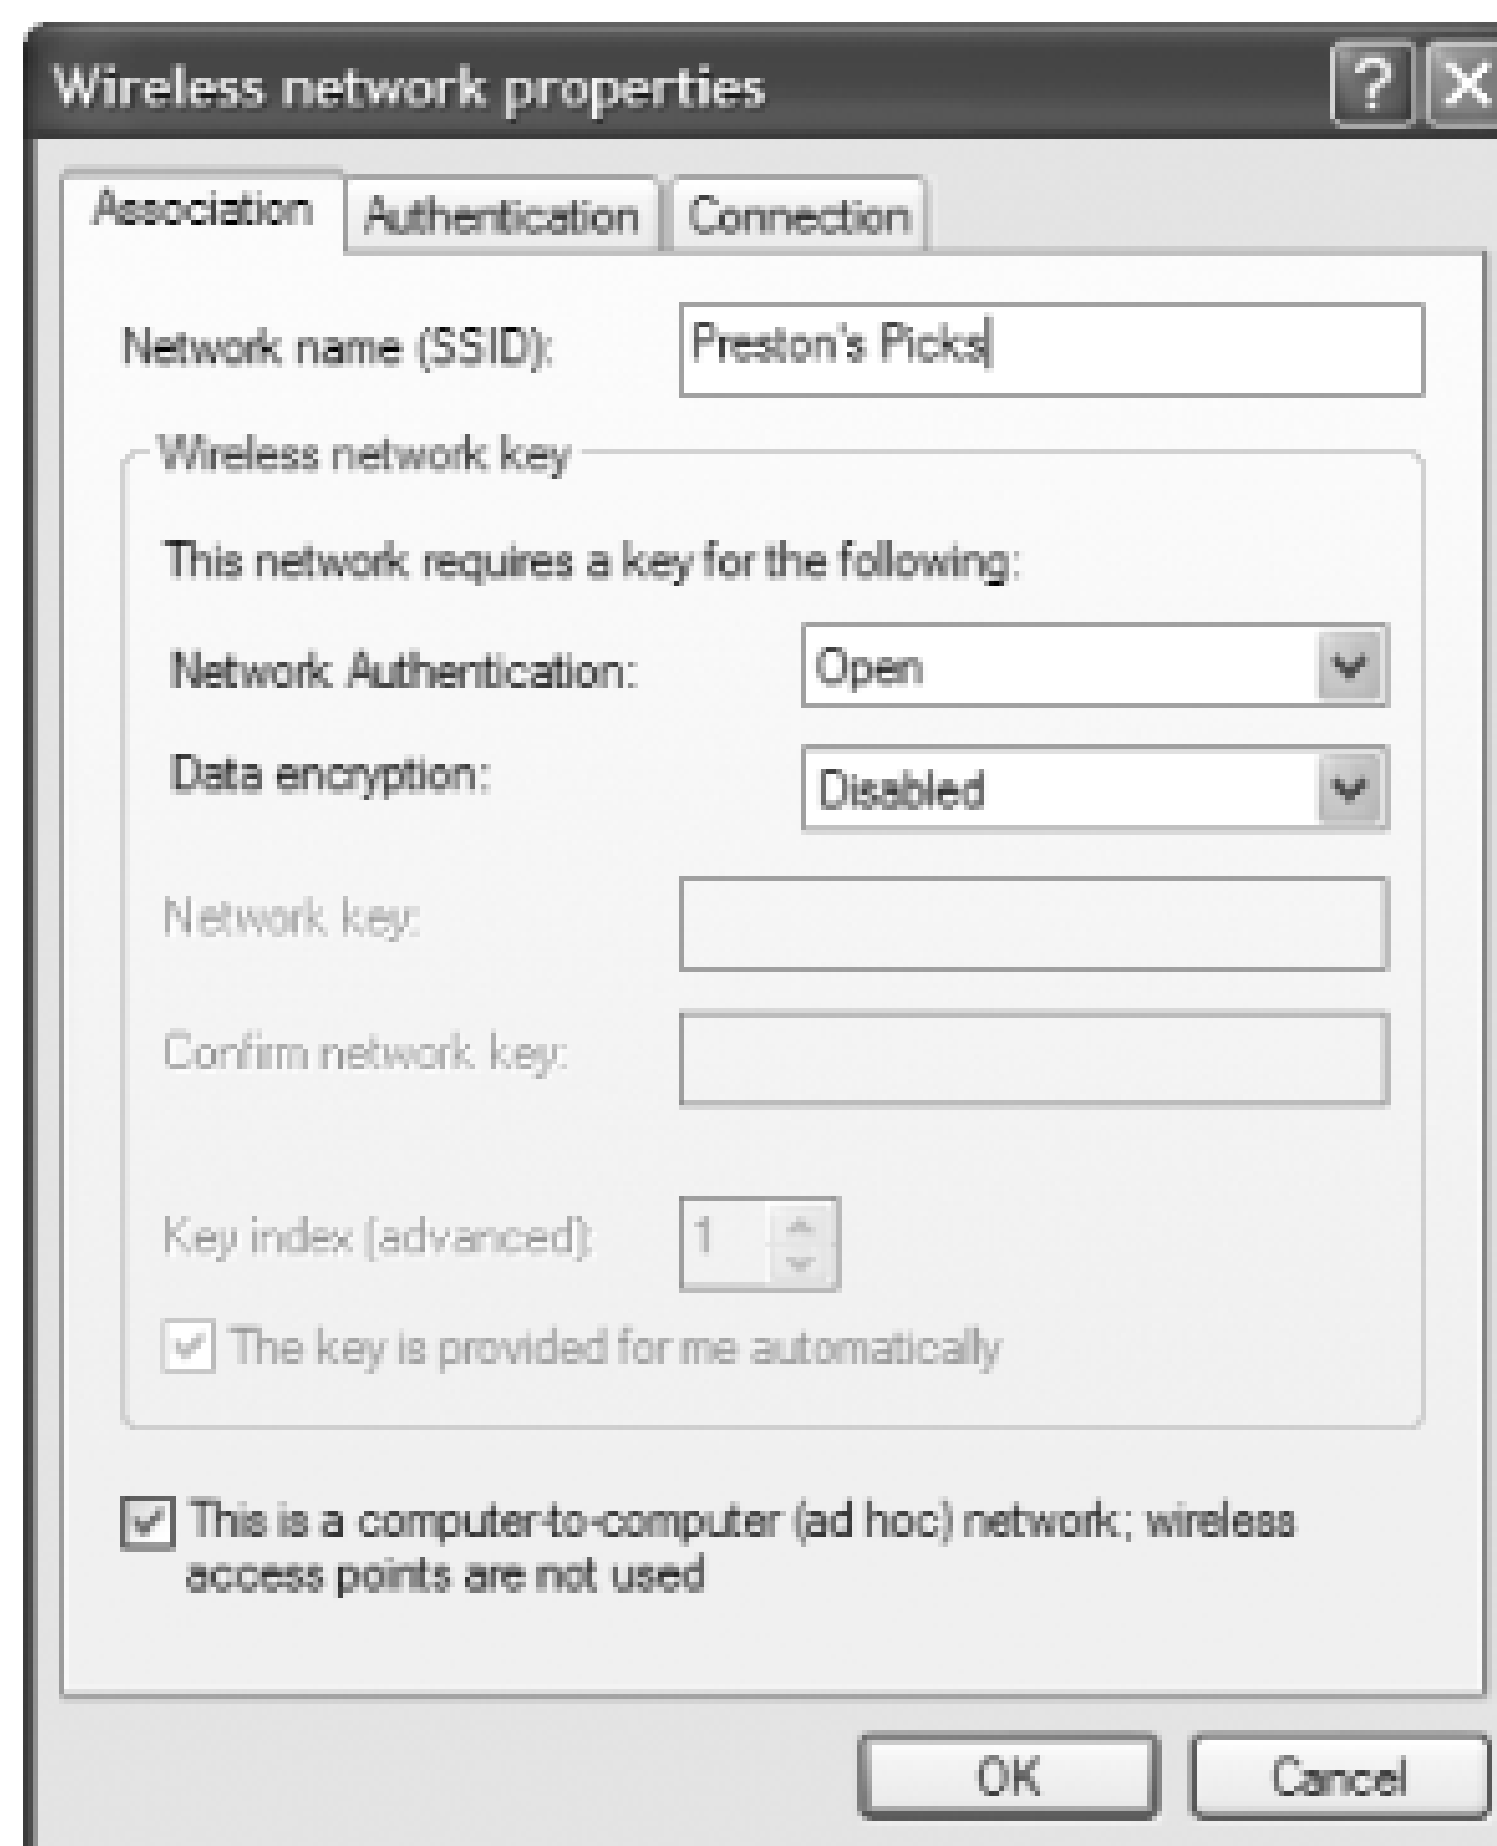 Wireless network properties
Association Authentication Connection
Network name (SSID): Preston's Picks
Wireless network key
This network requires a key for the following:
Network Authentication: Open
Data encryption: Disabled
Network key:
Confirm network key:
Key index (advanced): 1
The key is provided for me automatically
This is a computer-to-computer (ad hoc) network; wireless
access points are not used
OK Cancel